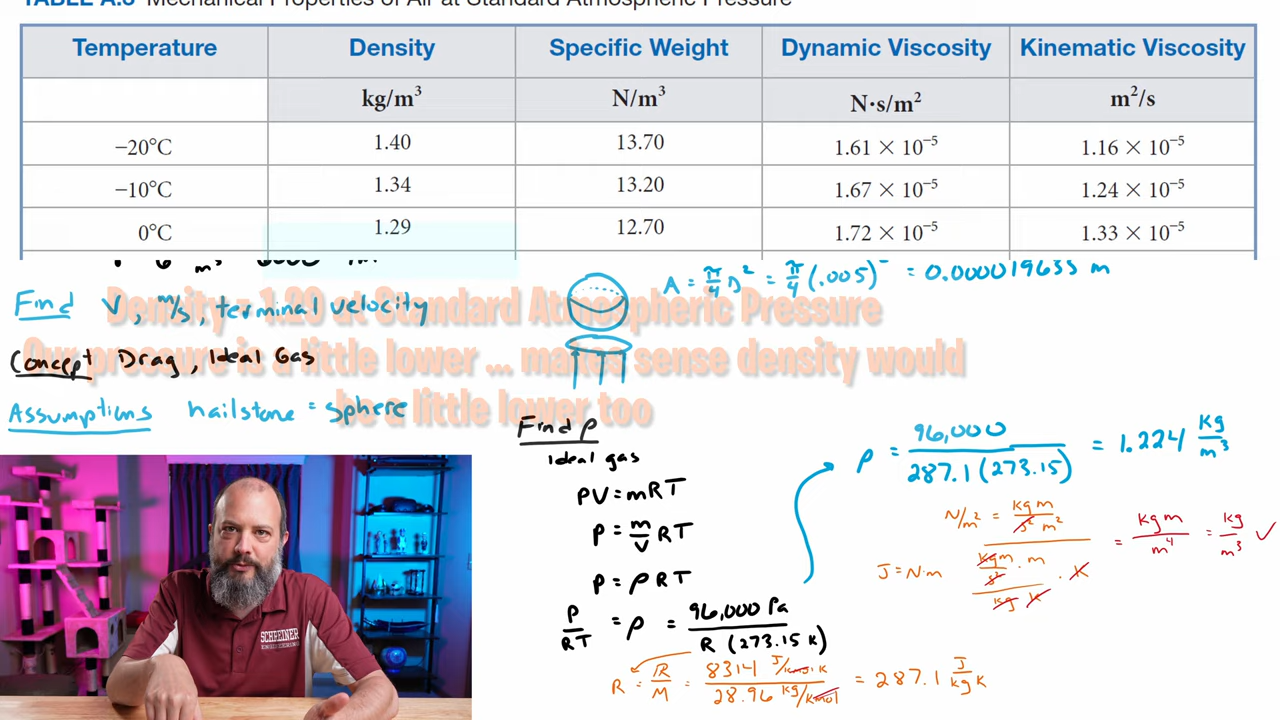 TABLE A.3 Mechanical Properties of Air at Standard Atmospheric Pressure
Temperature Density Specific Weight Dynamic Viscosity Kinematic Viscosity
kg/m³ N/m³ N·s/m² m²/s
−20°C 1.40 13.70 1.61 × 10⁻⁵ 1.16 × 10⁻⁵
−10°C 1.34 13.20 1.67 × 10⁻⁵ 1.24 × 10⁻⁵
0°C 1.29 12.70 1.72 × 10⁻⁵ 1.33 × 10⁻⁵
A = π/4 D² = π/4 (.005)² = 0.000019635 m
Find V, m/s, terminal velocity
Density = 1.29 at Standard Atmospheric Pressure
Concept Drag, Ideal Gas
Our pressure is a little lower ... makes sense density would
Assumptions hailstone = sphere
be a little lower too
Find ρ
Ideal gas
PV = mRT
P = m/V RT
P = ρ R T
P/RT = ρ = 96,000 Pa / R (273.15 K)
R = R/M = 8314 J/kmol K / 28.96 kg/kmol = 287.1 J/kg K
ρ = 96,000 / 287.1 (273.15) = 1.224 kg/m³
N/m² = kg m / s² m²
J = N·m kg m/s² · m / kg K · K = kg m / m⁴ = kg/m³ ✓
SCHREINER
ENGINEERING